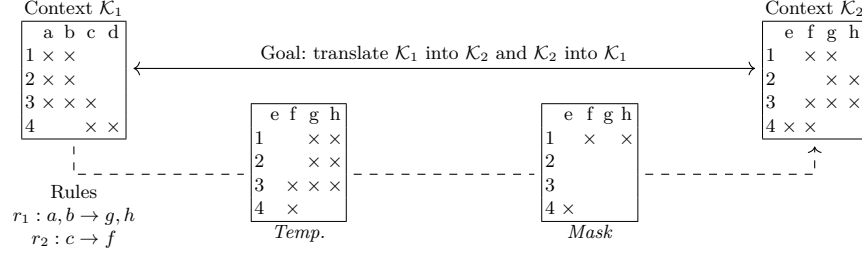 Context 𝒦₁
a b c d
1 × ×
2 × ×
3 × × ×
4 × ×
Goal: translate 𝒦₁ into 𝒦₂ and 𝒦₂ into 𝒦₁
Context 𝒦₂
e f g h
1 × ×
2 × ×
3 × × ×
4 × ×
Rules
r₁ : a, b → g, h
r₂ : c → f
e f g h
1 × ×
2 × ×
3 × × ×
4 ×
Temp.
e f g h
1 × ×
2
3
4 ×
Mask